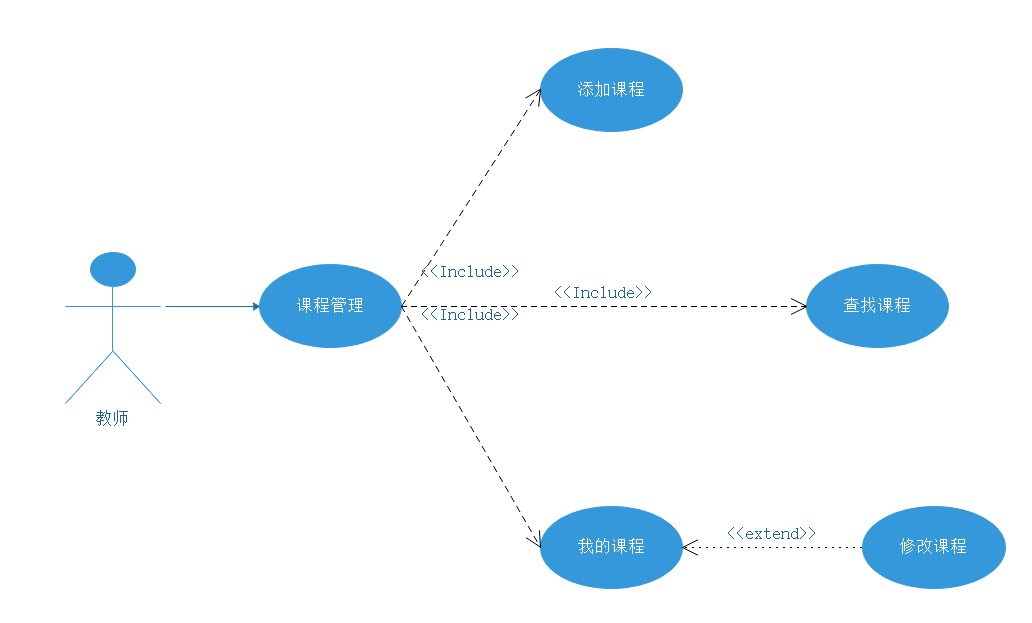 添加课程
<<Include>>
<<Include>>
课程管理
查找课程
<<Include>>
教师
<<extend>>
我的课程
修改课程